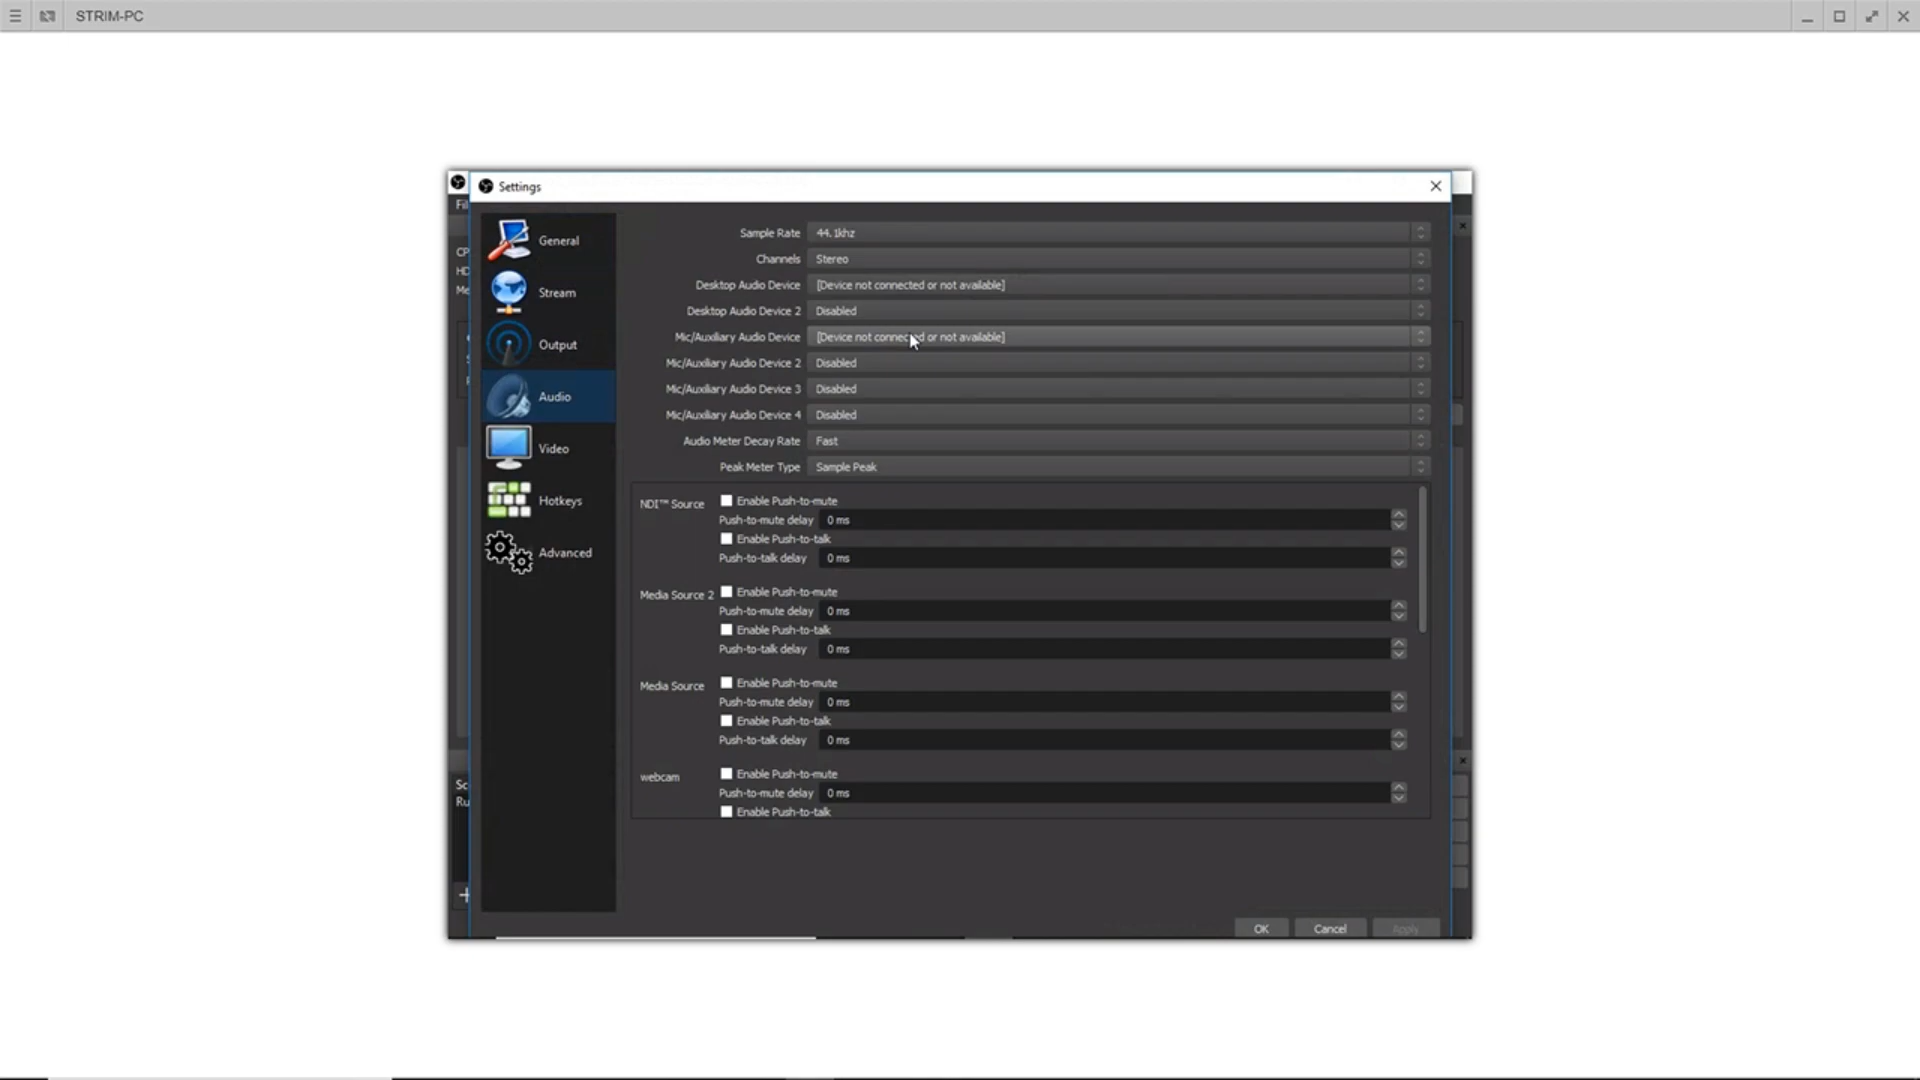 STRIM-PC
Settings
Fil
CP
HD
Me
Sc
Ru
General
Stream
Output
Audio
Video
Hotkeys
Advanced
Sample Rate 44.1khz
Channels Stereo
Desktop Audio Device [Device not connected or not available]
Desktop Audio Device 2 Disabled
Mic/Auxiliary Audio Device [Device not connected or not available]
Mic/Auxiliary Audio Device 2 Disabled
Mic/Auxiliary Audio Device 3 Disabled
Mic/Auxiliary Audio Device 4 Disabled
Audio Meter Decay Rate Fast
Peak Meter Type Sample Peak
NDI™ Source Enable Push-to-mute
Push-to-mute delay 0 ms
Enable Push-to-talk
Push-to-talk delay 0 ms
Media Source 2 Enable Push-to-mute
Push-to-mute delay 0 ms
Enable Push-to-talk
Push-to-talk delay 0 ms
Media Source Enable Push-to-mute
Push-to-mute delay 0 ms
Enable Push-to-talk
Push-to-talk delay 0 ms
webcam Enable Push-to-mute
Push-to-mute delay 0 ms
Enable Push-to-talk
OK Cancel Apply